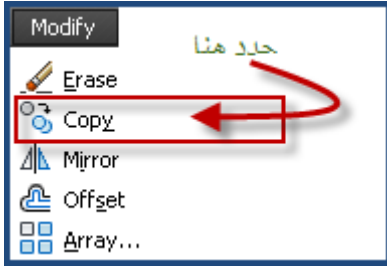 Modify
حدد هنا
Erase
Copy
Mirror
Offset
Array...